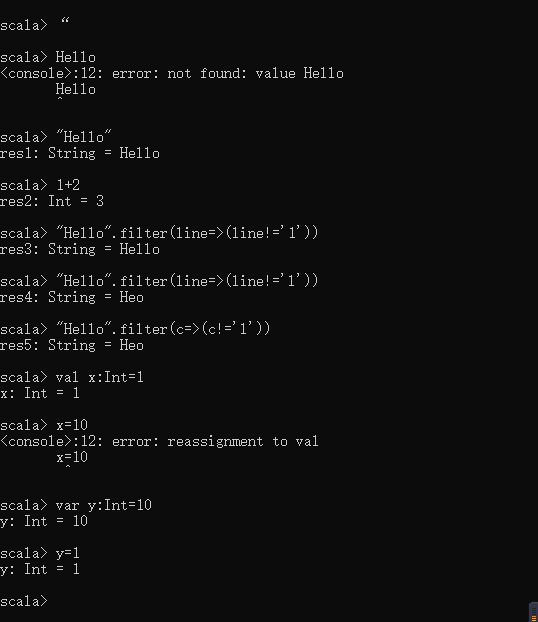 scala> “
scala> Hello
<console>:12: error: not found: value Hello
Hello
^
scala> "Hello"
res1: String = Hello
scala> 1+2
res2: Int = 3
scala> "Hello".filter(line=>(line!='1'))
res3: String = Hello
scala> "Hello".filter(line=>(line!='l'))
res4: String = Heo
scala> "Hello".filter(c=>(c!='l'))
res5: String = Heo
scala> val x:Int=1
x: Int = 1
scala> x=10
<console>:12: error: reassignment to val
x=10
^
scala> var y:Int=10
y: Int = 10
scala> y=1
y: Int = 1
scala>